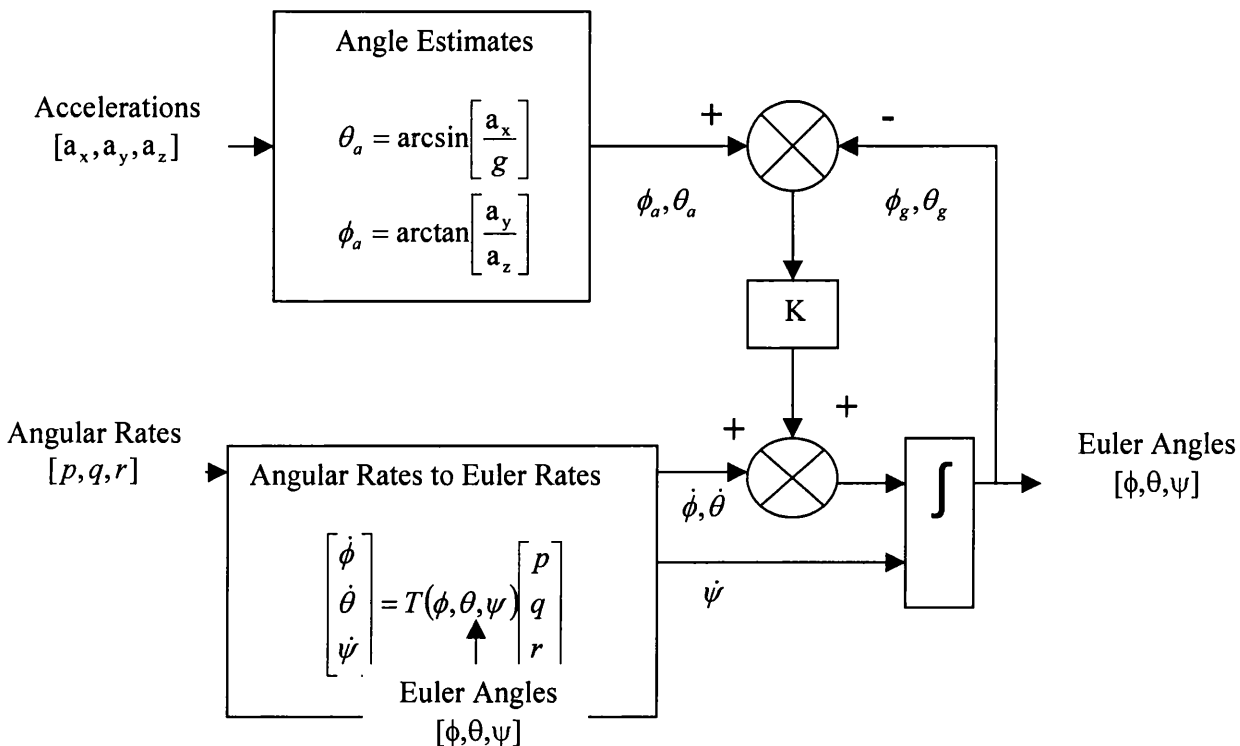 Angle Estimates
Accelerations
[a_x, a_y, a_z]
θ_a = arcsin[a_x / g]
φ_a = arctan[a_y / a_z]
+
-
φ_a, θ_a
φ_g, θ_g
K
+
+
Angular Rates
[p, q, r]
Angular Rates to Euler Rates
φ̇, θ̇
∫
Euler Angles
[ϕ,θ,ψ]
[φ̇ θ̇ ψ̇] = T(φ, θ, ψ)[p q r]
ψ̇
Euler Angles
[ϕ,θ,ψ]